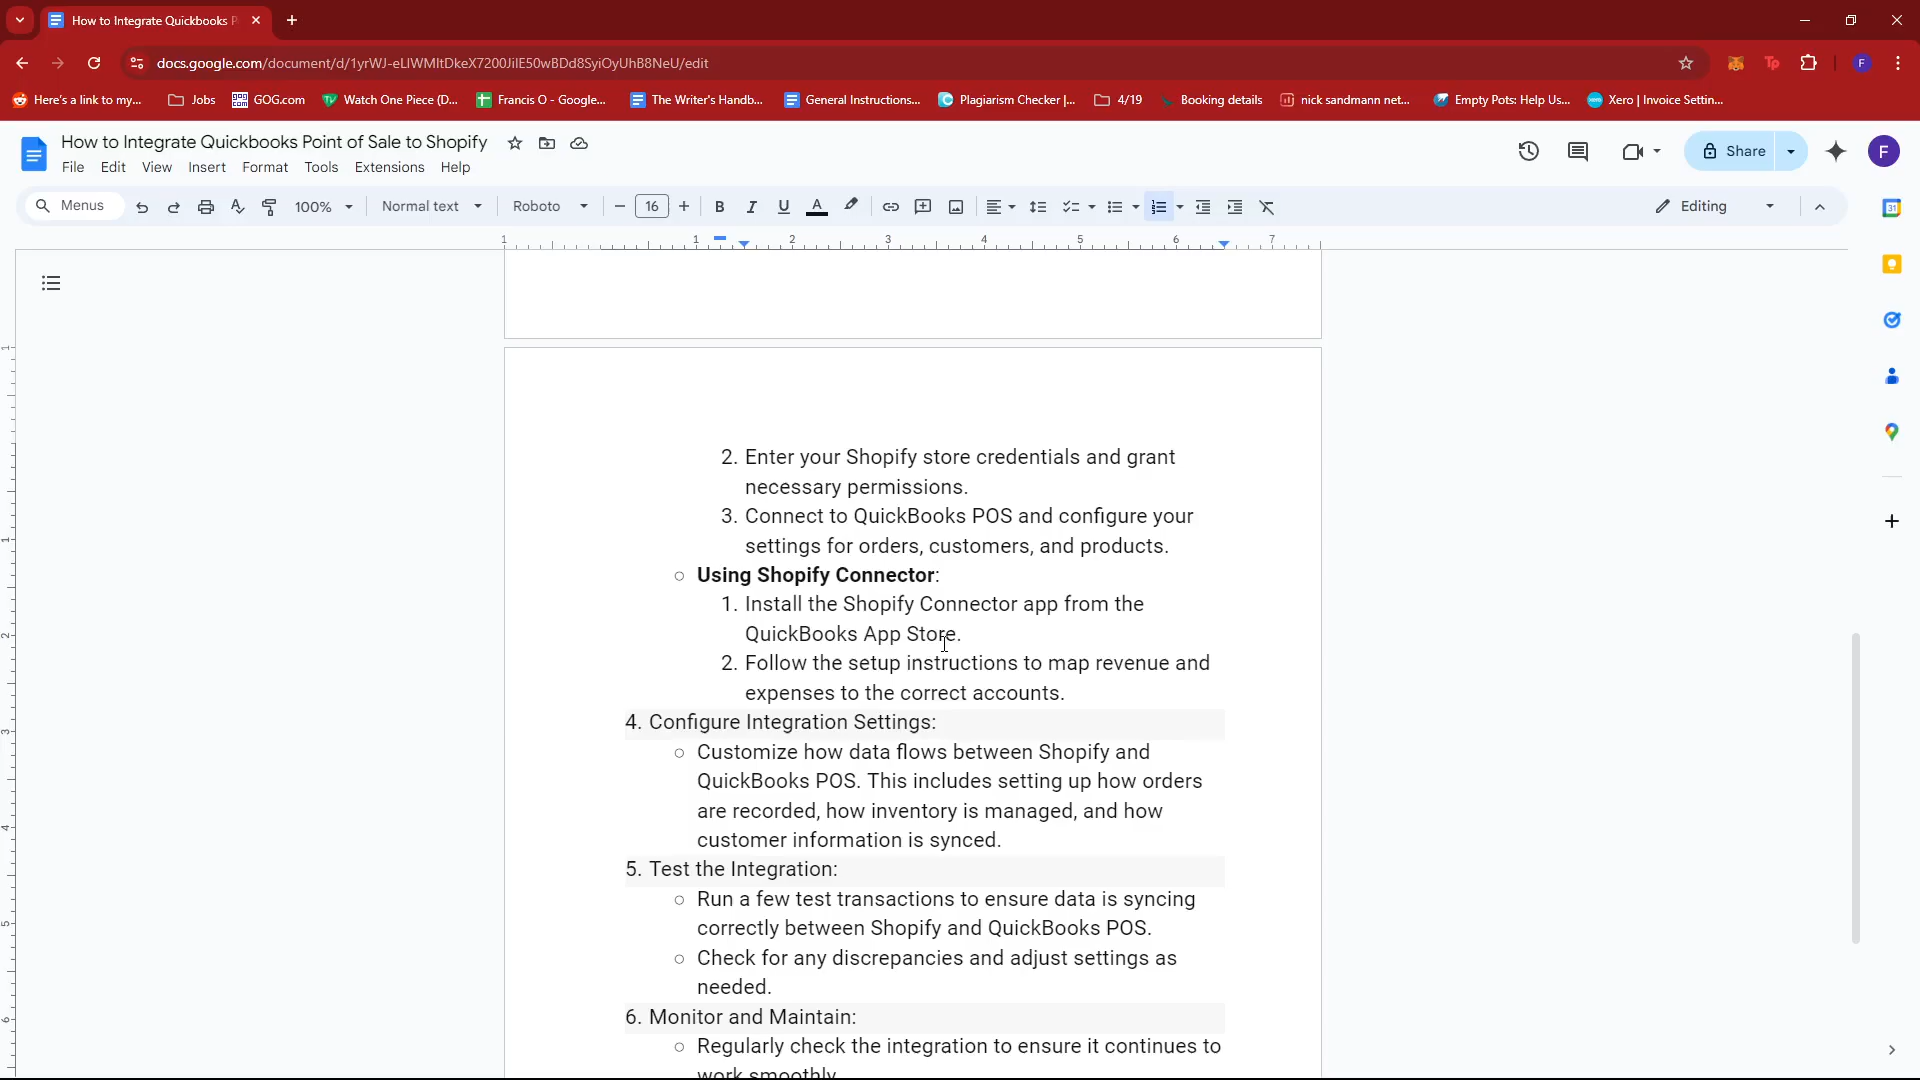 How to Integrate Quickbooks P
docs.google.com/document/d/1yrWJ-eLIWMItDkeX7200JilE50wBDd8SyiOyUhB8NeU/edit
Here's a link to my...
Jobs
GOG.com
Watch One Piece (D...
Francis O - Google...
The Writer's Handb...
General Instructions...
Plagiarism Checker |...
4/19
Booking details
nick sandmann net...
Empty Pots: Help Us...
Xero | Invoice Settin...
How to Integrate Quickbooks Point of Sale to Shopify
File Edit View Insert Format Tools Extensions Help
Share
F
Menus
100%
Normal text
Roboto
16
Editing
1 1 2 3 4 5 6 7
2. Enter your Shopify store credentials and grant
necessary permissions.
3. Connect to QuickBooks POS and configure your
settings for orders, customers, and products.
Using Shopify Connector:
1. Install the Shopify Connector app from the
QuickBooks App Store.
2. Follow the setup instructions to map revenue and
expenses to the correct accounts.
4. Configure Integration Settings:
Customize how data flows between Shopify and
QuickBooks POS. This includes setting up how orders
are recorded, how inventory is managed, and how
customer information is synced.
5. Test the Integration:
Run a few test transactions to ensure data is syncing
correctly between Shopify and QuickBooks POS.
Check for any discrepancies and adjust settings as
needed.
6. Monitor and Maintain:
Regularly check the integration to ensure it continues to
work smoothly.